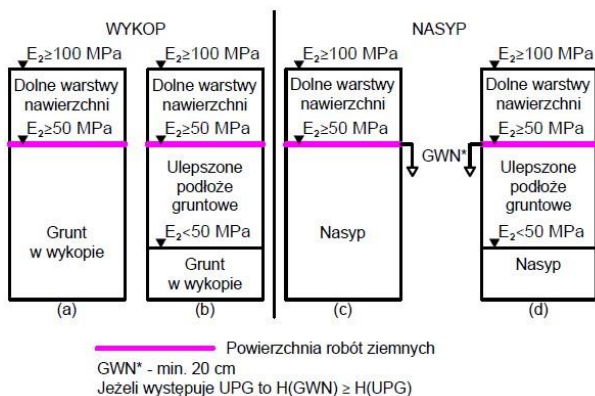 WYKOP
NASYP
E₂≥100 MPa
E₂≥100 MPa
E₂≥100 MPa
E₂≥100 MPa
Dolne warstwy
nawierzchni
Dolne warstwy
nawierzchni
Dolne warstwy
nawierzchni
Dolne warstwy
nawierzchni
E₂≥50 MPa
E₂≥50 MPa
E₂≥50 MPa
E₂≥50 MPa
GWN*
Grunt
w wykopie
Ulepszone
podłoże
gruntowe
Nasyp
Ulepszone
podłoże
gruntowe
E₂<50 MPa
E₂<50 MPa
Grunt
w wykopie
Nasyp
(a)
(b)
(c)
(d)
Powierzchnia robót ziemnych
GWN* - min. 20 cm
Jeżeli występuje UPG to H(GWN) ≥ H(UPG)